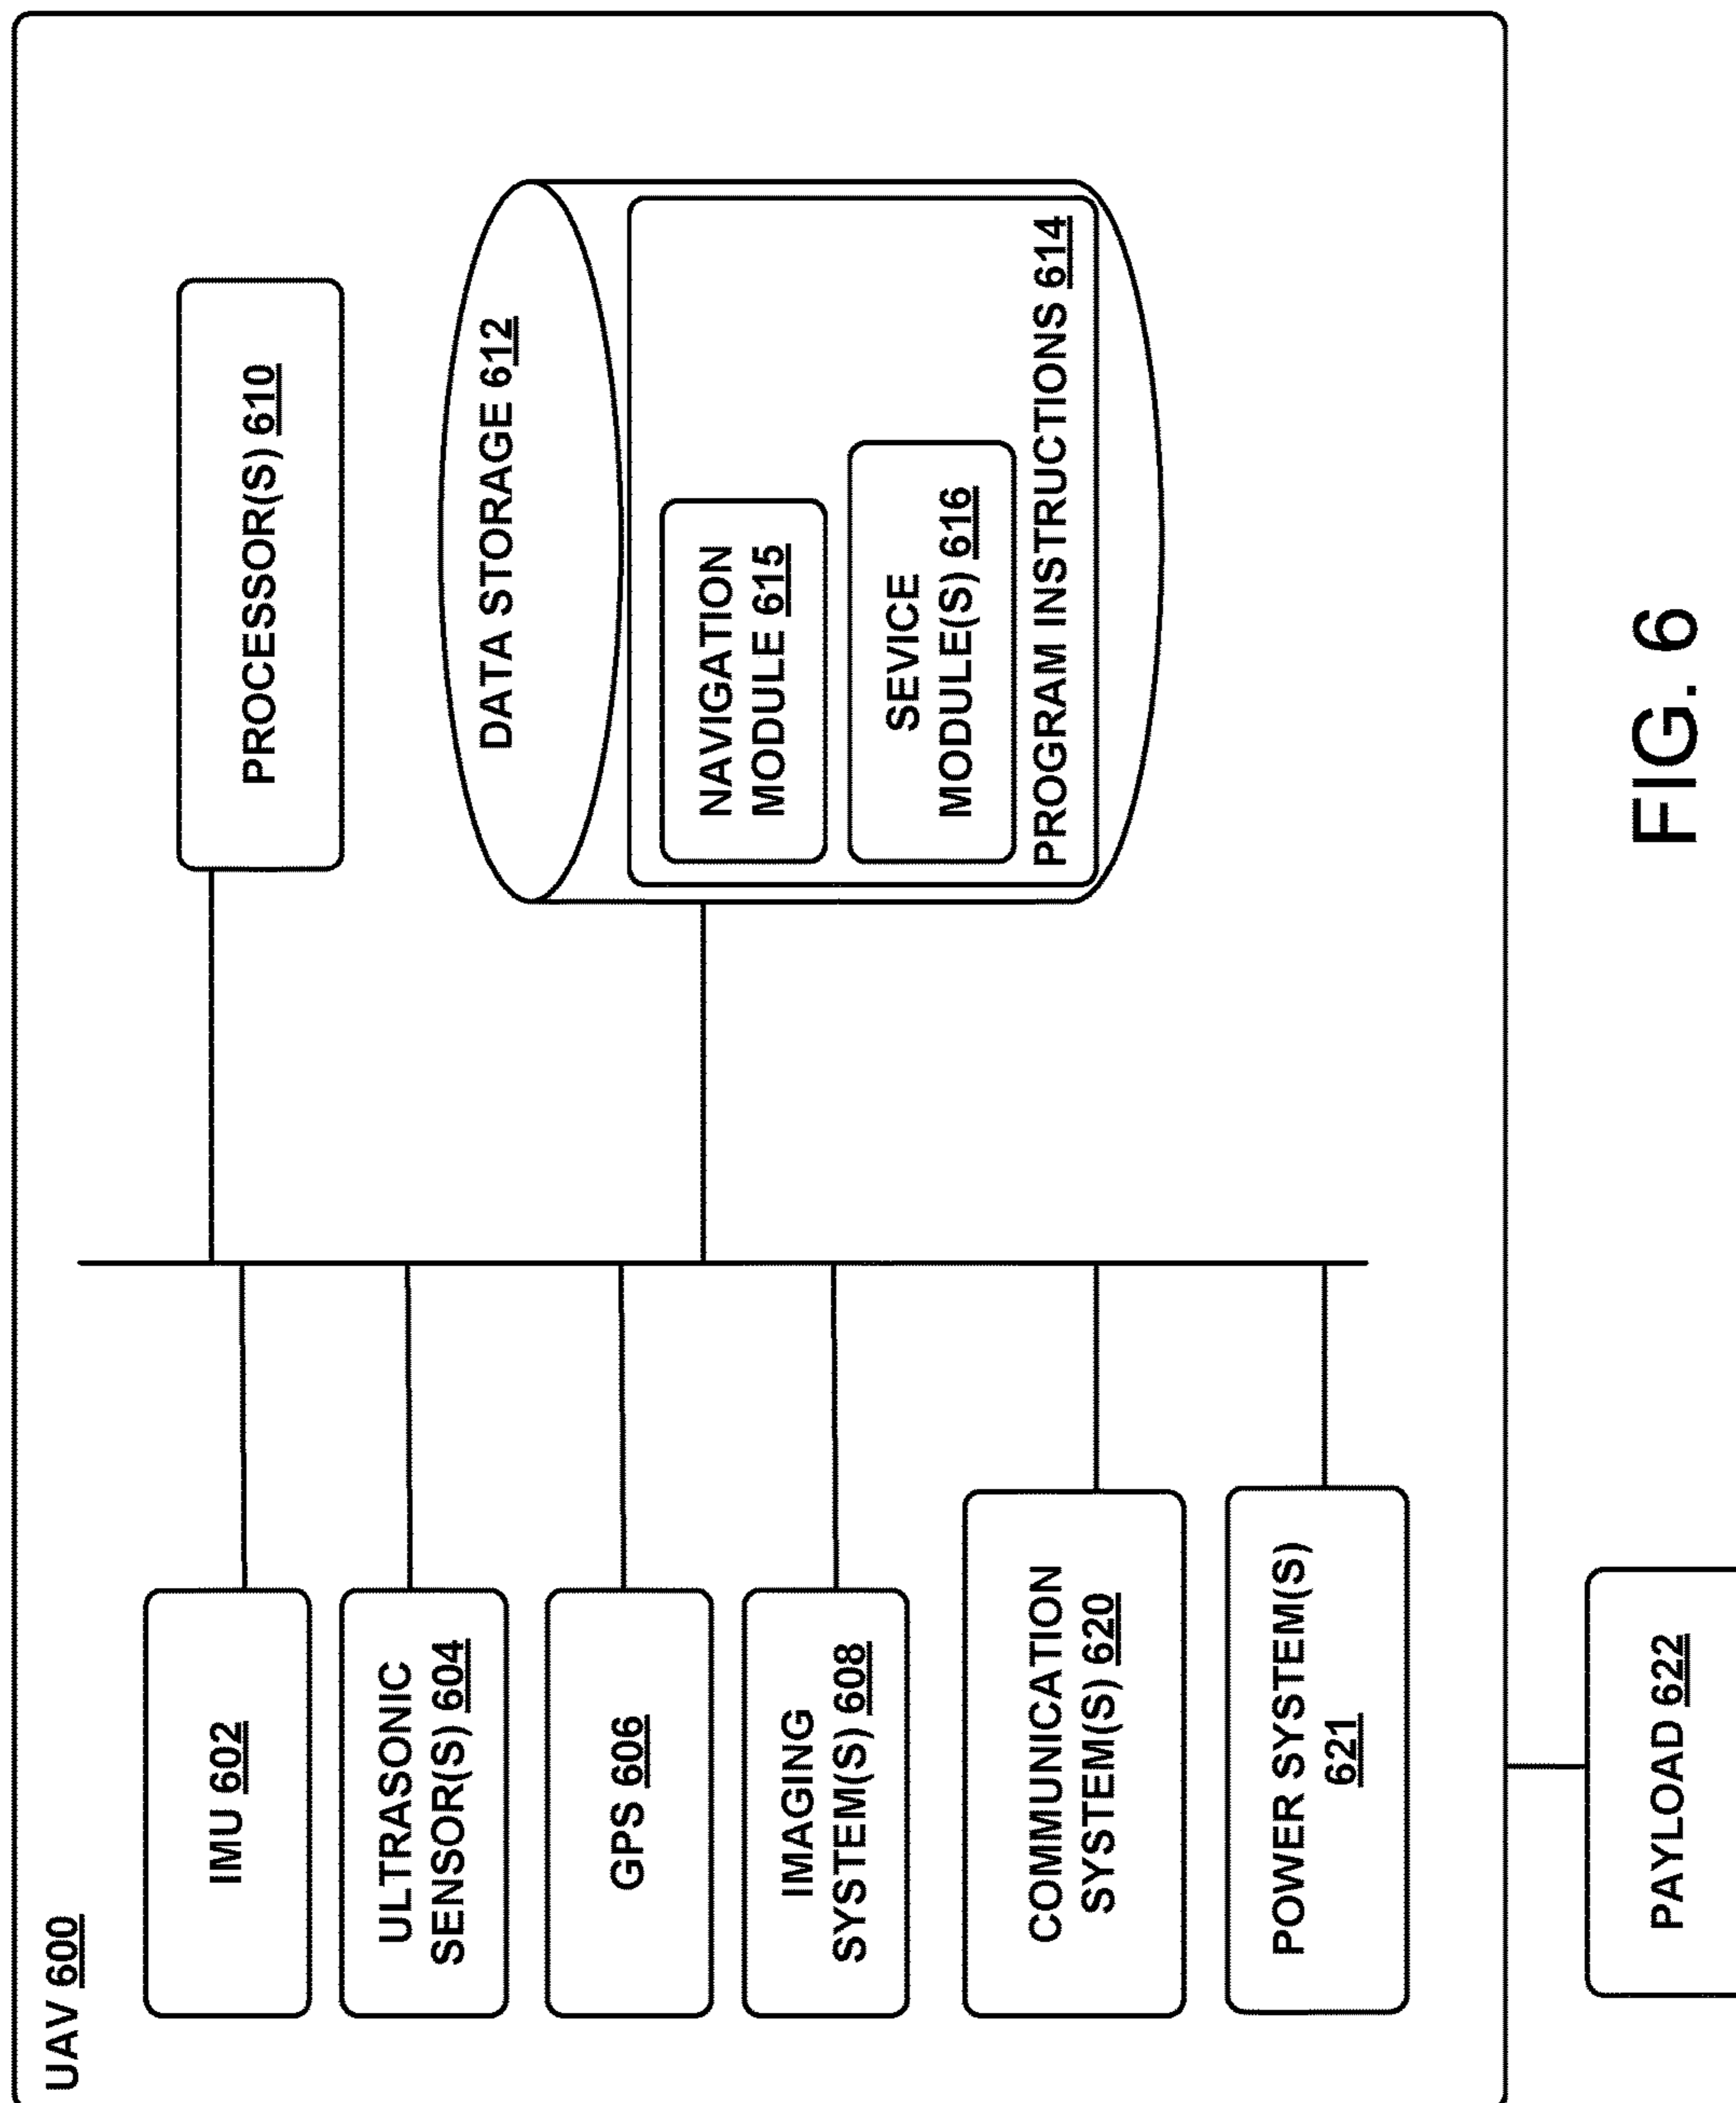 UAV 600
IMU 602
ULTRASONIC
SENSOR(S) 604
GPS 606
IMAGING
SYSTEM(S) 608
COMMUNICATION
SYSTEM(S) 620
POWER SYSTEM(S)
621
PROCESSOR(S) 610
DATA STORAGE 612
NAVIGATION
MODULE 615
SEVICE
MODULE(S) 616
PROGRAM INSTRUCTIONS 614
PAYLOAD 622
FIG. 6